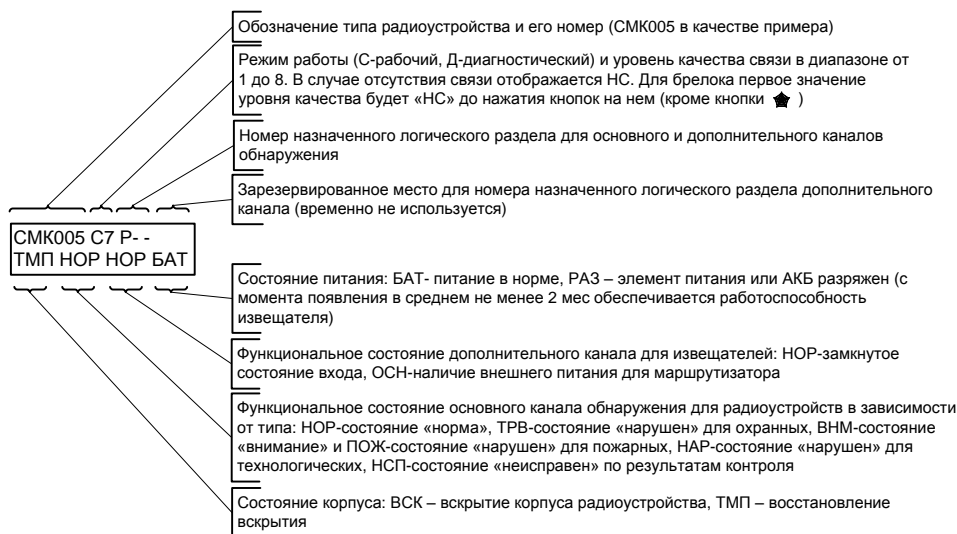 Обозначение типа радиоустройства и его номер (СМК005 в качестве примера)
Режим работы (С-рабочий, Д-диагностический) и уровень качества связи в диапазоне от
1 до 8. В случае отсутствия связи отображается НС. Для брелока первое значение
уровня качества будет «НС» до нажатия кнопок на нем (кроме кнопки )
Номер назначенного логического раздела для основного и дополнительного каналов
обнаружения
Зарезервированное место для номера назначенного логического раздела дополнительного
канала (временно не используется)
СМК005 С7 Р- -
ТМП НОР НОР БАТ
Состояние питания: БАТ- питание в норме, РАЗ – элемент питания или АКБ разряжен (с
момента появления в среднем не менее 2 мес обеспечивается работоспособность
извещателя)
Функциональное состояние дополнительного канала для извещателей: НОР-замкнутое
состояние входа, ОСН-наличие внешнего питания для маршрутизатора
Функциональное состояние основного канала обнаружения для радиоустройств в зависимости
от типа: НОР-состояние «норма», ТРВ-состояние «нарушен» для охранных, ВНМ-состояние
«внимание» и ПОЖ-состояние «нарушен» для пожарных, НАР-состояние «нарушен» для
технологических, НСП-состояние «неисправен» по результатам контроля
Состояние корпуса: ВСК – вскрытие корпуса радиоустройства, ТМП – восстановление
вскрытия